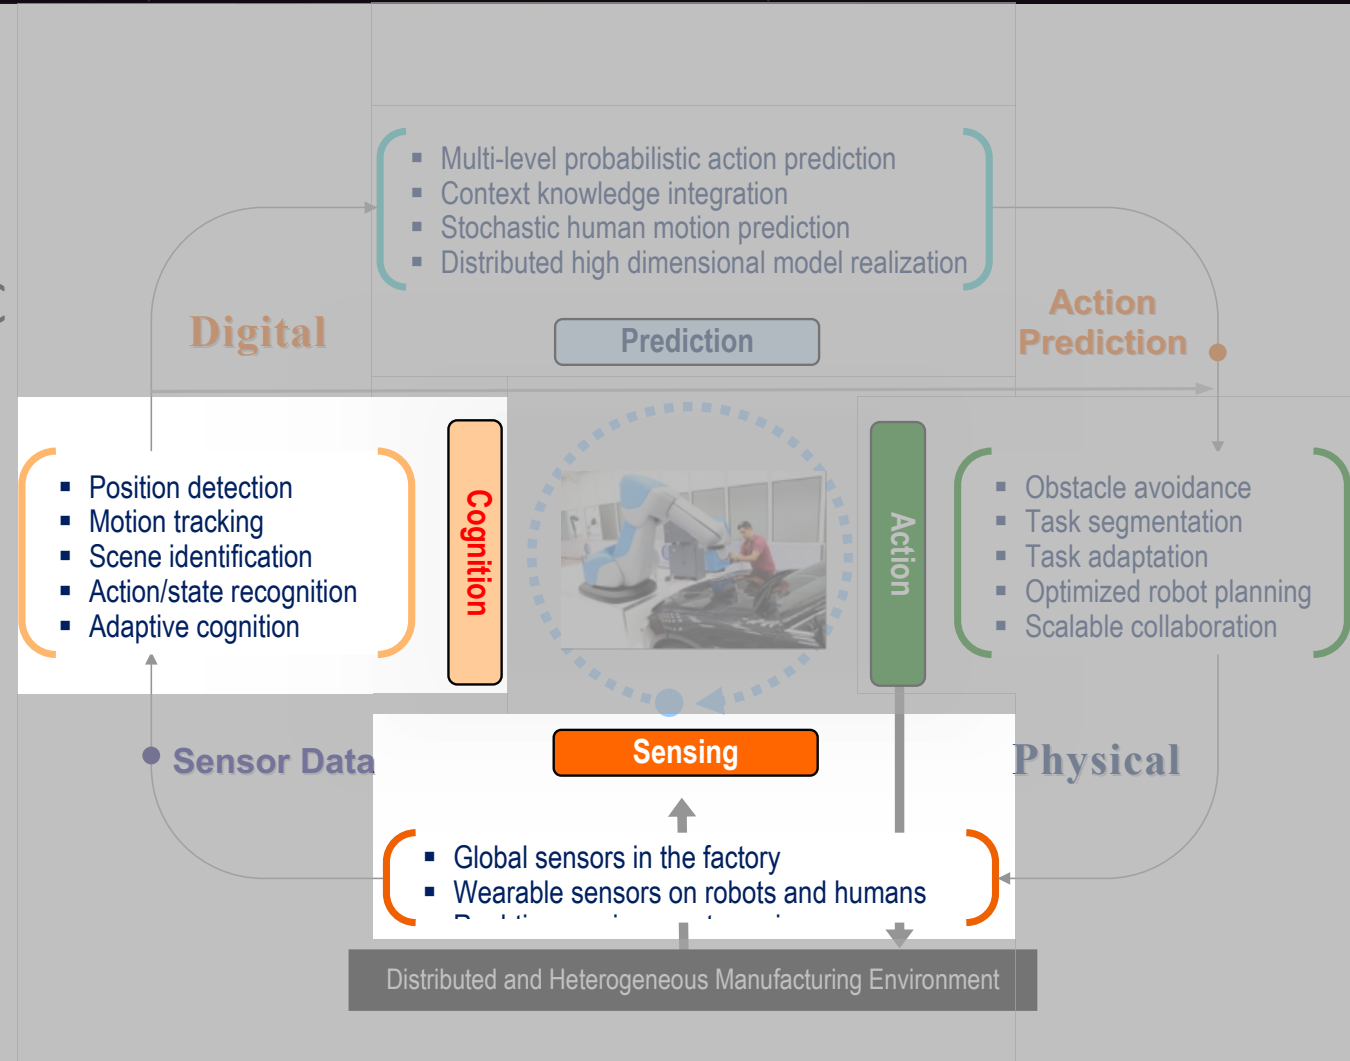 Multi-level probabilistic action prediction
Context knowledge integration
Stochastic human motion prediction
Distributed high dimensional model realization
Digital
Prediction
Action
Prediction
Position detection
Motion tracking
Scene identification
Action/state recognition
Adaptive cognition
Cognition
Action
Obstacle avoidance
Task segmentation
Task adaptation
Optimized robot planning
Scalable collaboration
Sensor Data
Sensing
Physical
Global sensors in the factory
Wearable sensors on robots and humans
Distributed and Heterogeneous Manufacturing Environment